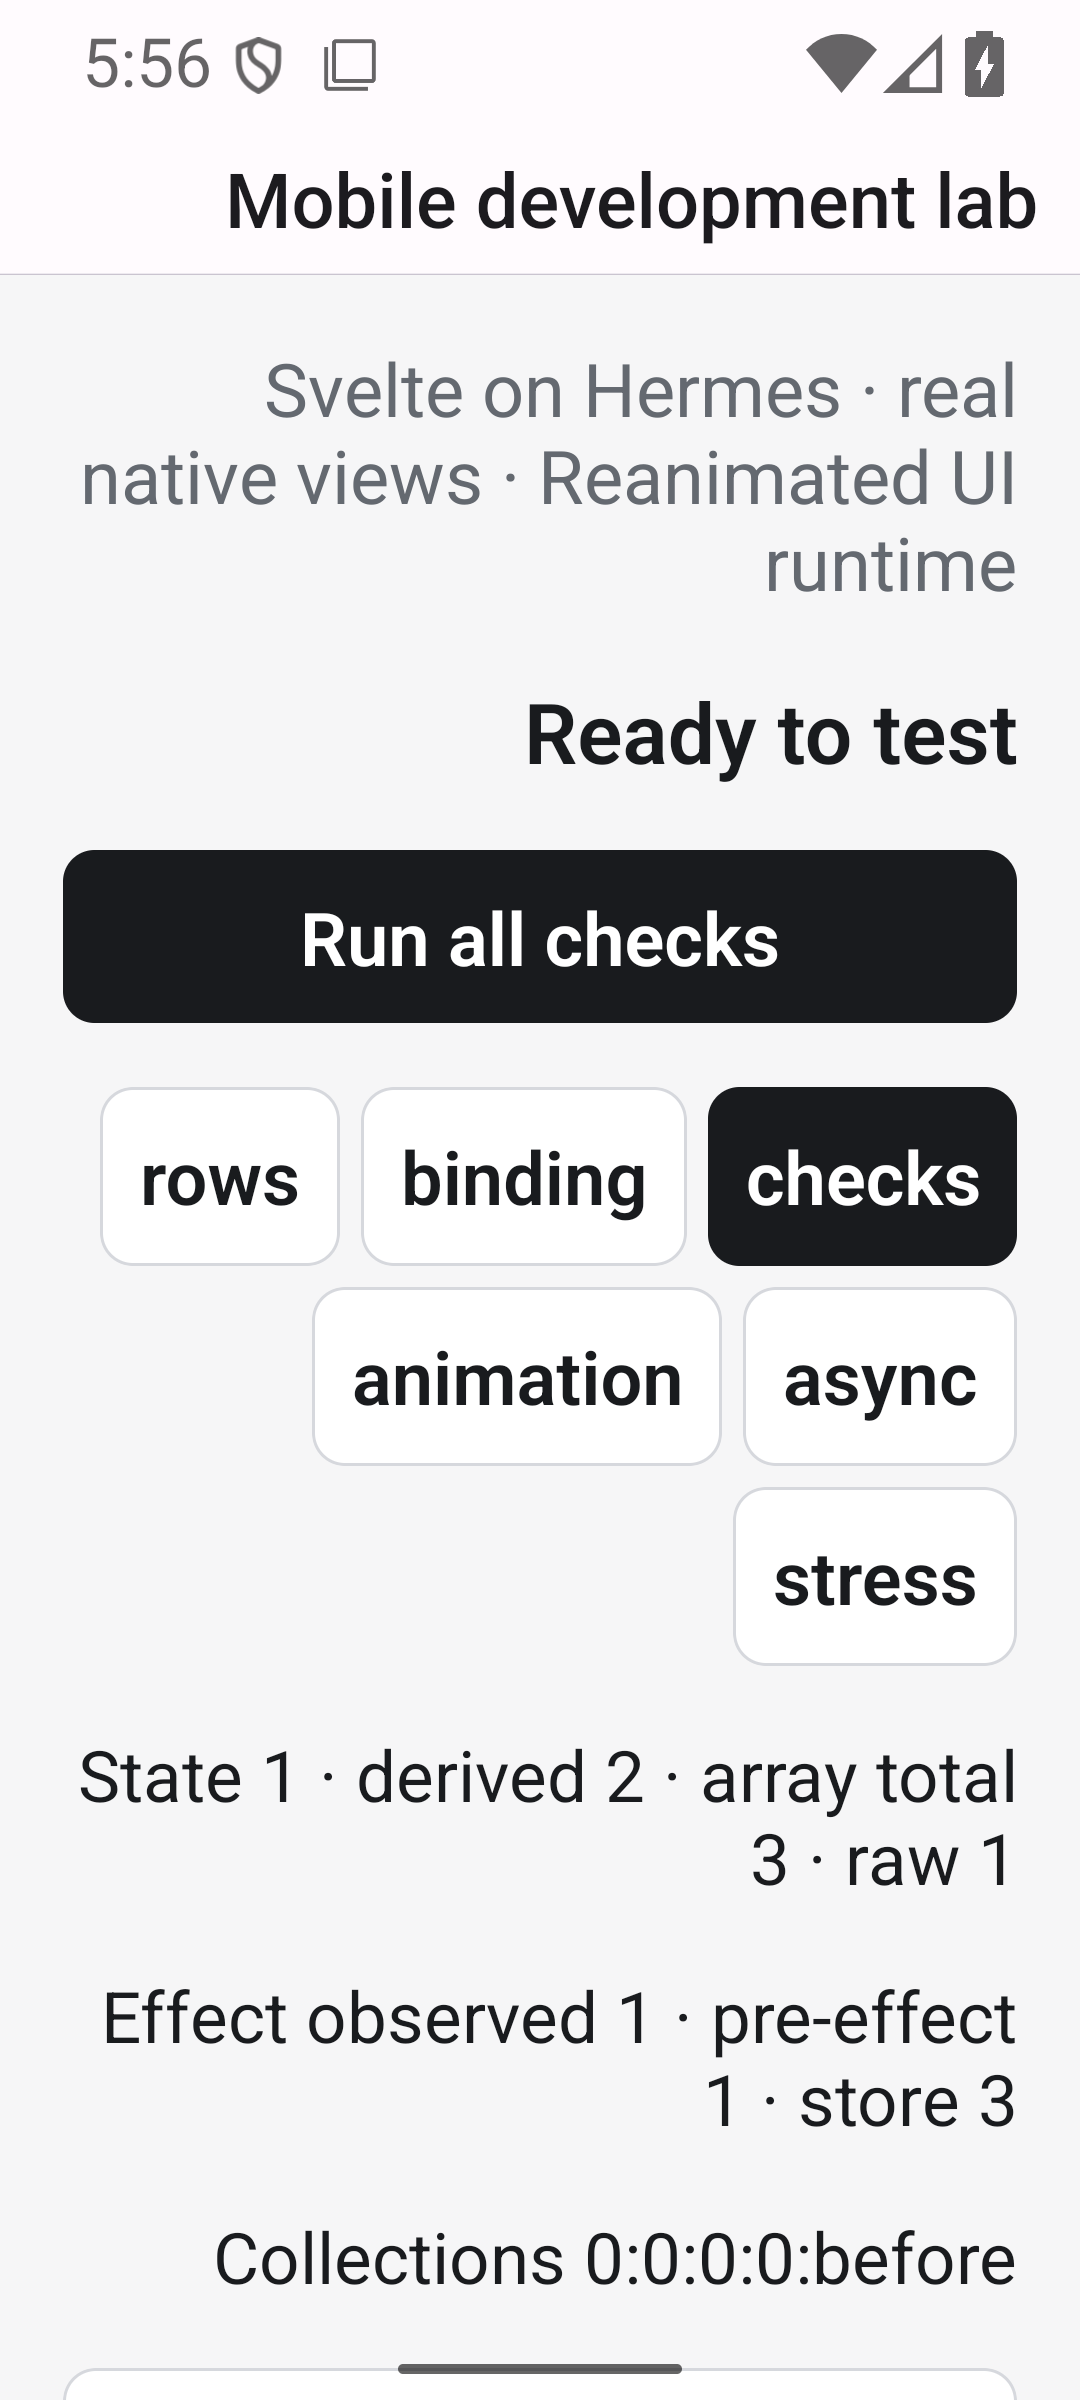 5:56
Mobile development lab
Svelte on Hermes · real
native views · Reanimated UI
runtime
Ready to test
Run all checks
rows binding checks
animation async
stress
State 1 · derived 2 · array total
3 · raw 1
Effect observed 1 · pre-effect
1 · store 3
Collections 0:0:0:0:before